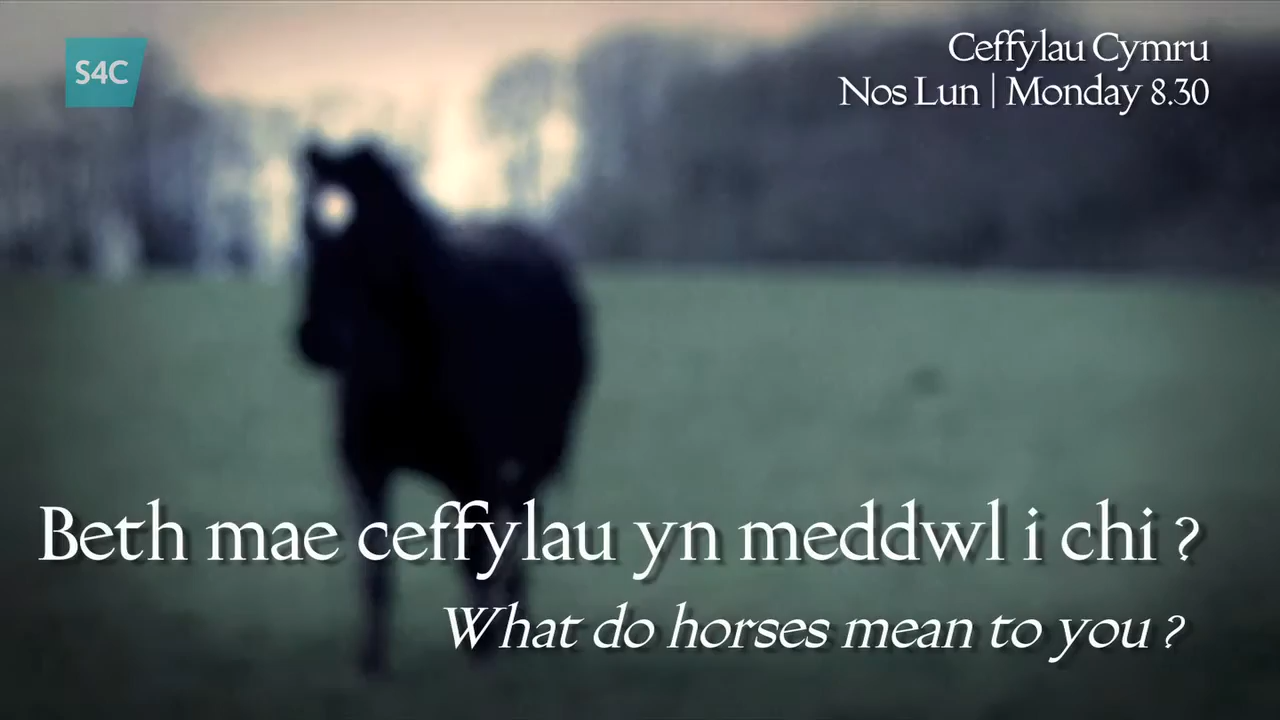 S4C
Ceffylau Cymru
Nos Lun | Monday 8.30
Beth mae ceffylau yn meddwl i chi ?
What do horses mean to you ?